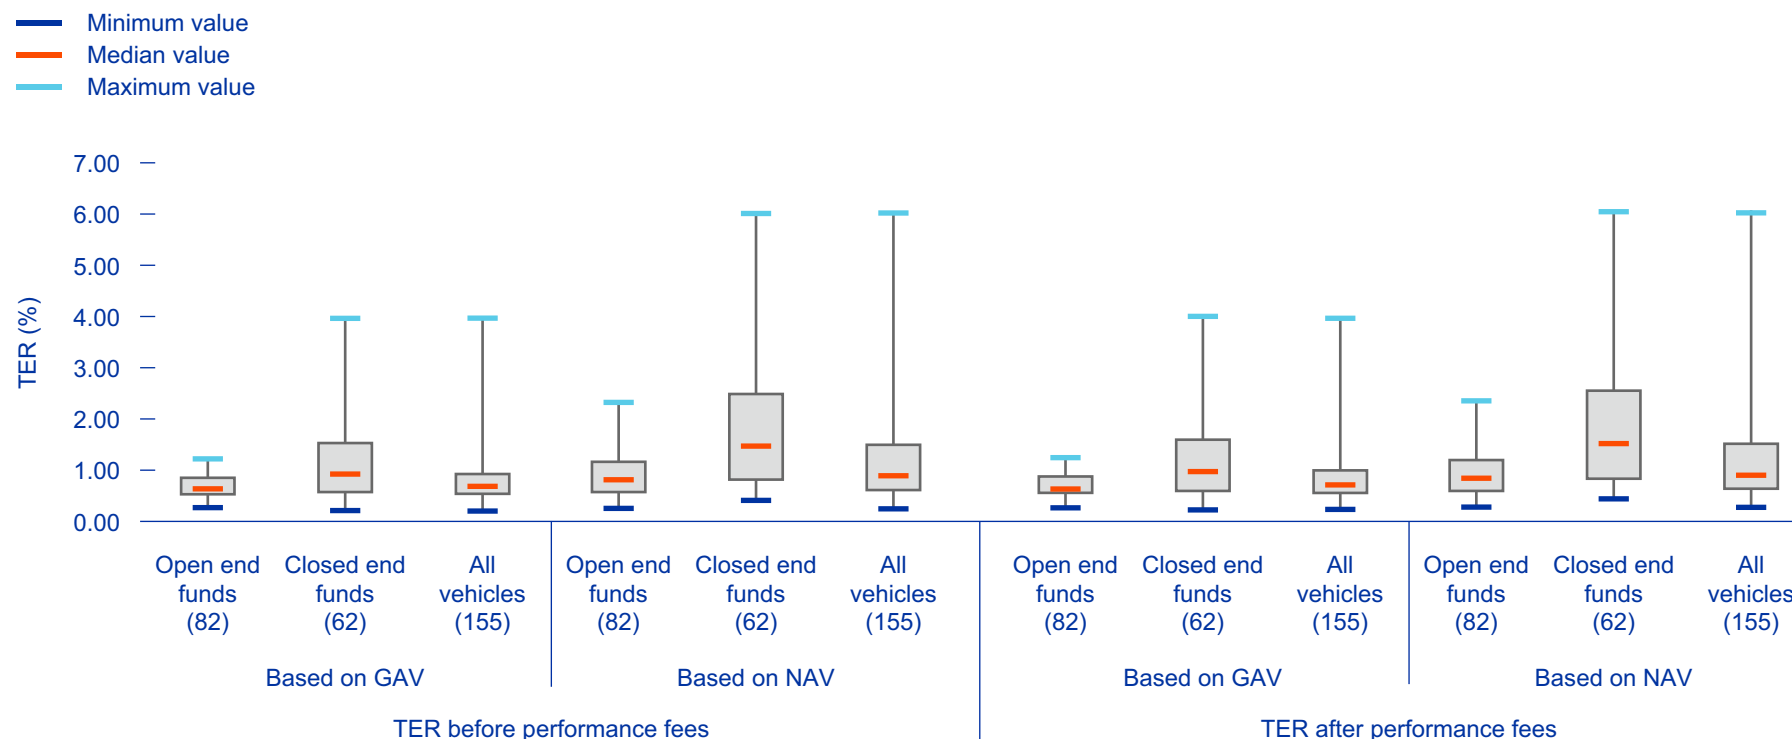 Minimum value
Median value
Maximum value
TER (%)
7.00
6.00
5.00
4.00
3.00
2.00
1.00
0.00
Open end
funds
(82)
Closed end
funds
(62)
All
vehicles
(155)
Open end
funds
(82)
Closed end
funds
(62)
All
vehicles
(155)
Open end
funds
(82)
Closed end
funds
(62)
All
vehicles
(155)
Open end
funds
(82)
Closed end
funds
(62)
All
vehicles
(155)
Based on GAV
Based on NAV
Based on GAV
Based on NAV
TER before performance fees
TER after performance fees